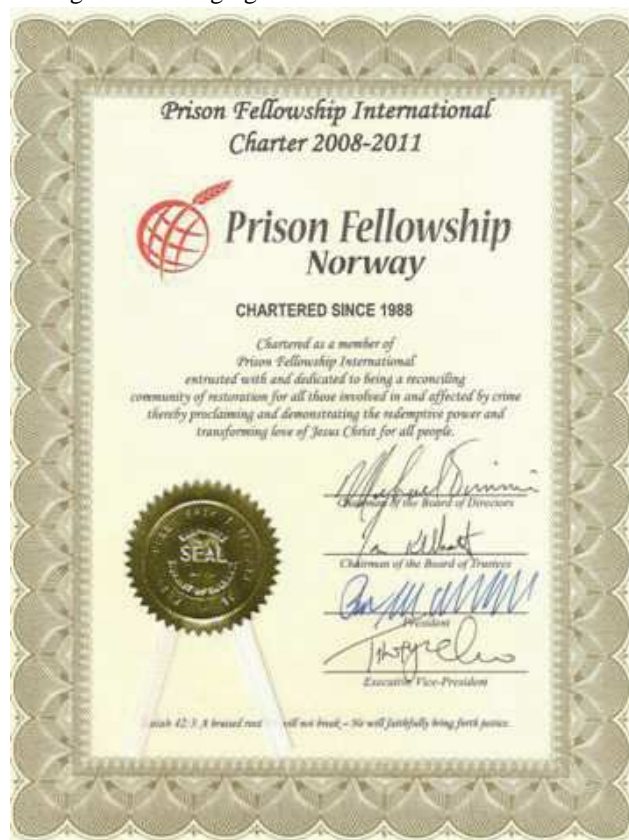 Prison Fellowship International
Charter 2008-2011
Prison Fellowship
Norway
CHARTERED SINCE 1988
Chartered as a member of
Prison Fellowship International
entrusted with and dedicated to being a reconciling
community of restoration for all those involved in and affected by crime
thereby proclaiming and demonstrating the redemptive power and
transforming love of Jesus Christ for all people.
Chairman of the Board of Directors
Chairman of the Board of Trustees
President
SEAL
Executive Vice-President
42:3 A bruised will not break – He will faithfully bring forth justice.